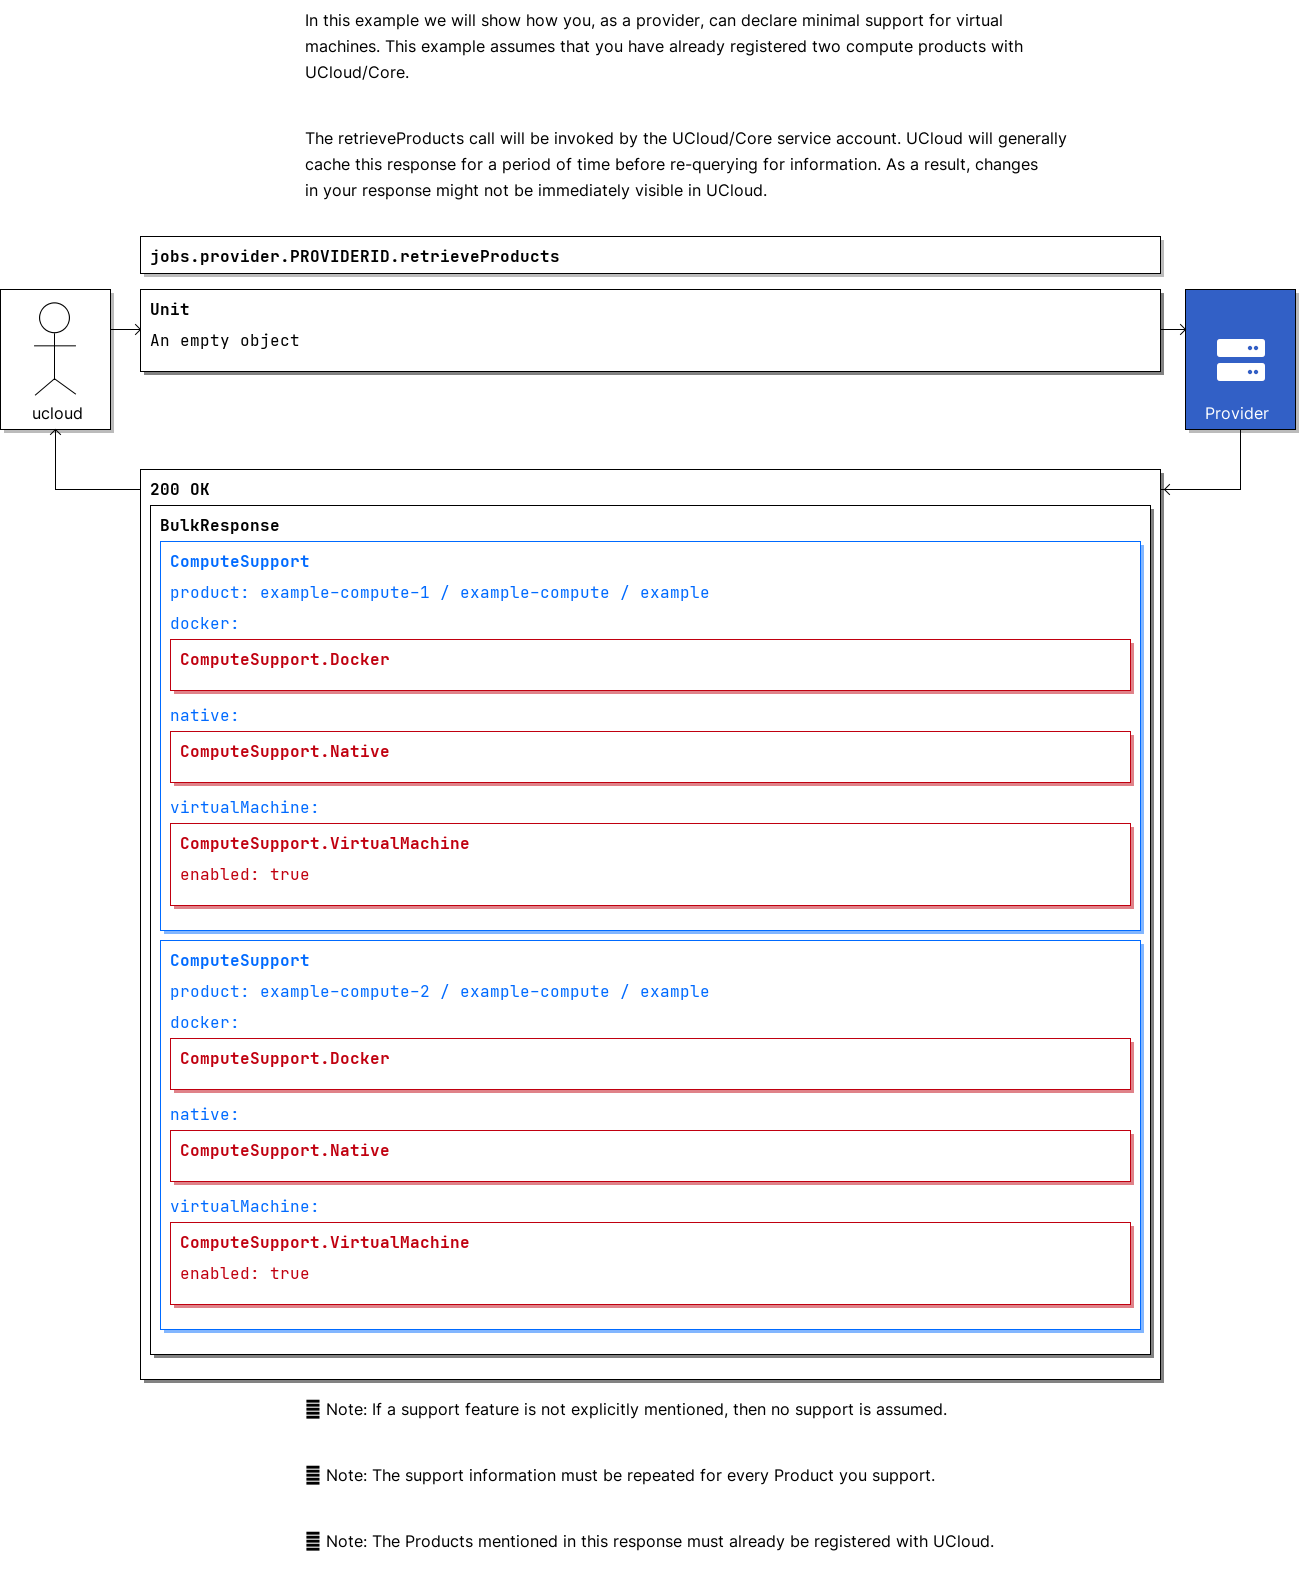 In this example we will show how you, as a provider, can declare minimal support for virtual
machines. This example assumes that you have already registered two compute products with
UCloud/Core.
The retrieveProducts call will be invoked by the UCloud/Core service account. UCloud will generally
cache this response for a period of time before re-querying for information. As a result, changes
in your response might not be immediately visible in UCloud.
jobs.provider.PROVIDERID.retrieveProducts
Unit
An empty object
ucloud
Provider
200 OK
BulkResponse
ComputeSupport
product: example-compute-1 / example-compute / example
docker:
ComputeSupport.Docker
native:
ComputeSupport.Native
virtualMachine:
ComputeSupport.VirtualMachine
enabled: true
ComputeSupport
product: example-compute-2 / example-compute / example
docker:
ComputeSupport.Docker
native:
ComputeSupport.Native
virtualMachine:
ComputeSupport.VirtualMachine
enabled: true
Note: If a support feature is not explicitly mentioned, then no support is assumed.
Note: The support information must be repeated for every Product you support.
Note: The Products mentioned in this response must already be registered with UCloud.